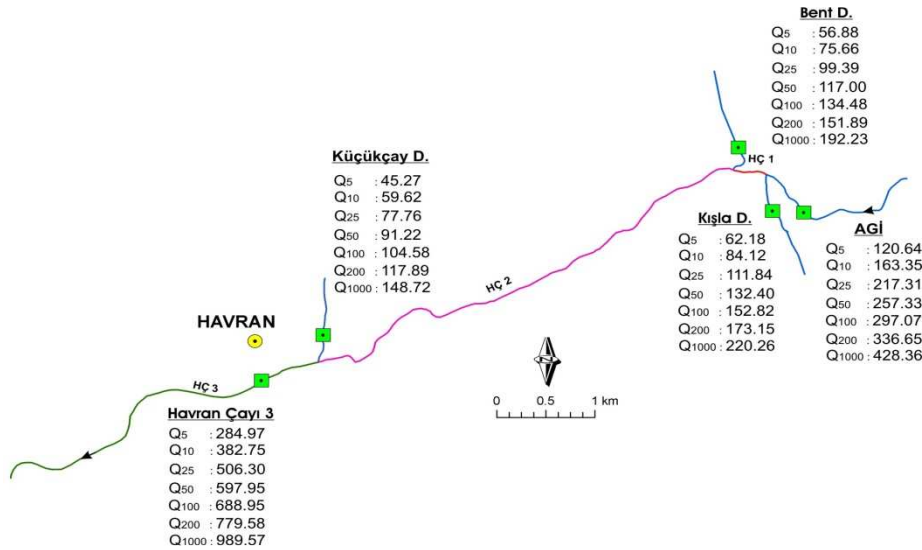 Bent D.
Q5 : 56.88
Q10 : 75.66
Q25 : 99.39
Q50 : 117.00
Q100 : 134.48
Q200 : 151.89
Q1000 : 192.23
HÇ 1
Küçükçay D.
Q5 : 45.27
Q10 : 59.62
Q25 : 77.76
Q50 : 91.22
Q100 : 104.58
Q200 : 117.89
Q1000 : 148.72
Kışla D.
Q5 : 62.18
Q10 : 84.12
Q25 : 111.84
Q50 : 132.40
Q100 : 152.82
Q200 : 173.15
Q1000 : 220.26
AGİ
Q5 : 120.64
Q10 : 163.35
Q25 : 217.31
Q50 : 257.33
Q100 : 297.07
Q200 : 336.65
Q1000 : 428.36
HÇ 2
HAVRAN
HÇ 3
0 0.5 1 km
Havran Çayı 3
Q5 : 284.97
Q10 : 382.75
Q25 : 506.30
Q50 : 597.95
Q100 : 688.95
Q200 : 779.58
Q1000 : 989.57